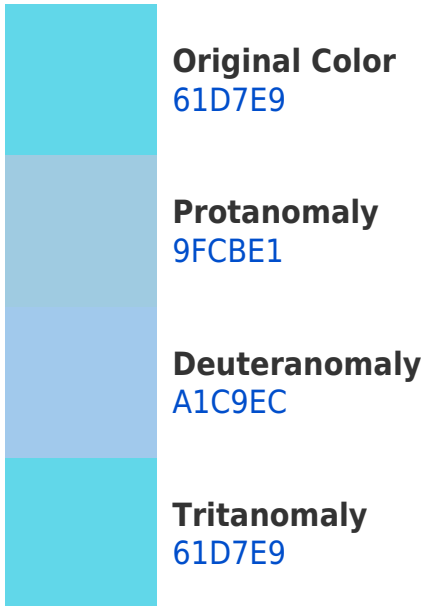 Original Color
61D7E9
Protanomaly
9FCBE1
Deuteranomaly
A1C9EC
Tritanomaly
61D7E9